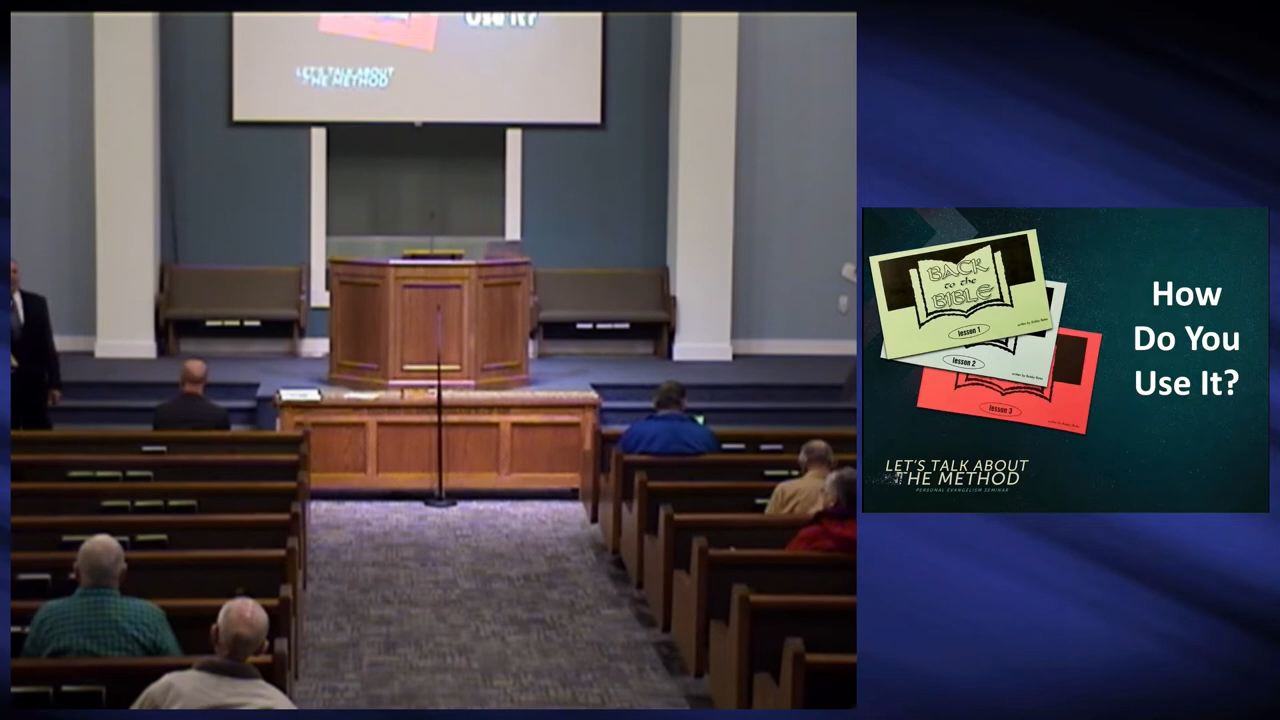 Use It?
LET'S TALK ABOUT
THE METHOD
BACK
to the
BIBLE
lesson 1
lesson 2
lesson 3
How
Do You
Use It?
LET'S TALK ABOUT
THE METHOD
PERSONAL EVANGELISM SEMINAR